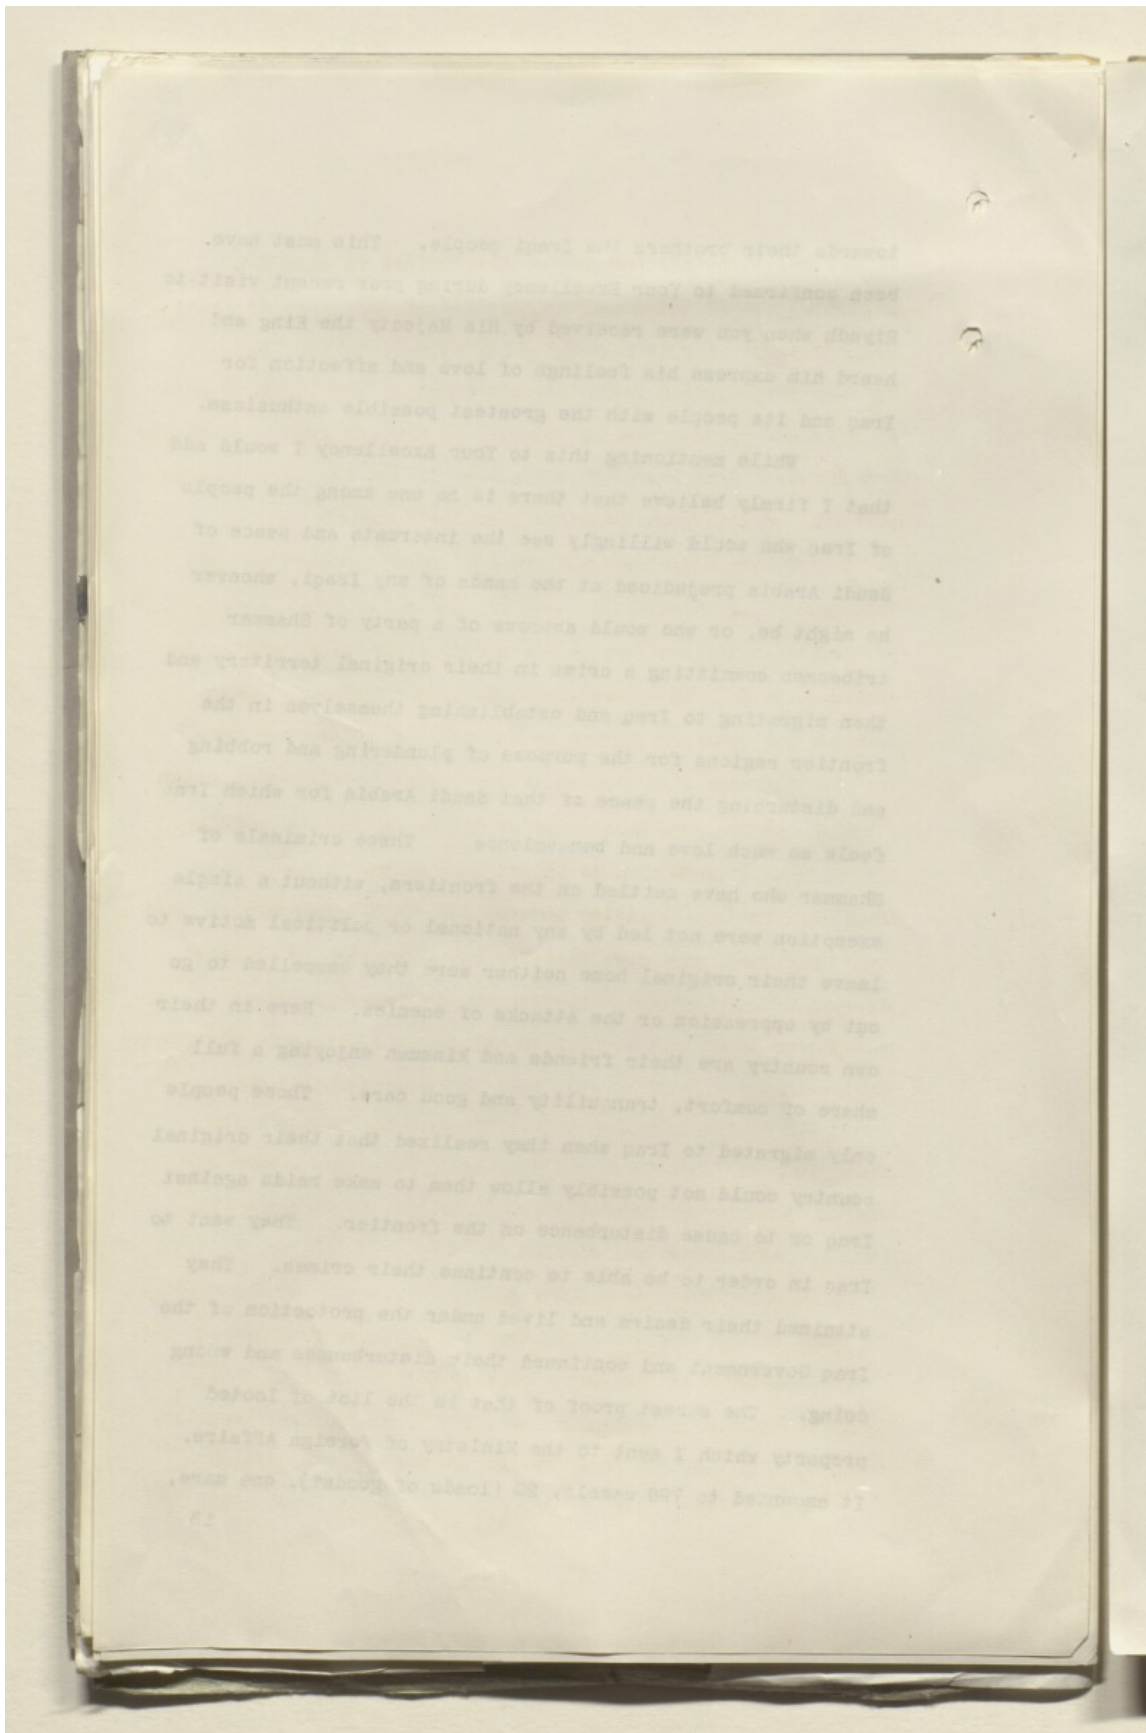 towards their brothers the Iraqi people. This must have
been confirmed to Your Excellency during your recent visit to
Riyadh when you were received by His Majesty the King and
heard him express his feelings of love and affection for
Iraq and its people with the greatest possible enthusiasm.
While mentioning this to Your Excellency I would add
that I firmly believe that there is no one among the people
of Iraq who would willingly see the interests and peace of
Saudi Arabia prejudiced at the hands of any Iraqi, whoever
he might be, or who would approve of a party of Shammar
tribesmen committing a crime in their original territory and
then migrating to Iraq and establishing themselves in the
frontier regions for the purpose of plundering and robbing
and disturbing the peace of that Saudi Arabia for which Iraq
feels so much love and benevolence These criminals of
Shammar who have settled on the frontiers, without a single
exception were not led by any national or political motive to
leave their original home neither were they compelled to go
out by oppression or the attacks of enemies. Here in their
own country are their friends and kinsmen enjoying a full
share of comfort, tranquility and good care. These people
only migrated to Iraq when they realized that their original
country could not possibly allow them to make raids against
Iraq or to cause disturbance on the frontier. They went to
Iraq in order to be able to continue their crimes. They
attained their desire and lived under the protection of the
Iraq Government and continued their disturbances and wrong
doing. The surest proof of that is the list of looted
property which I sent to the Ministry of Foreign Affairs.
It amounted to camels, 20 (loads of goods?), one mare,